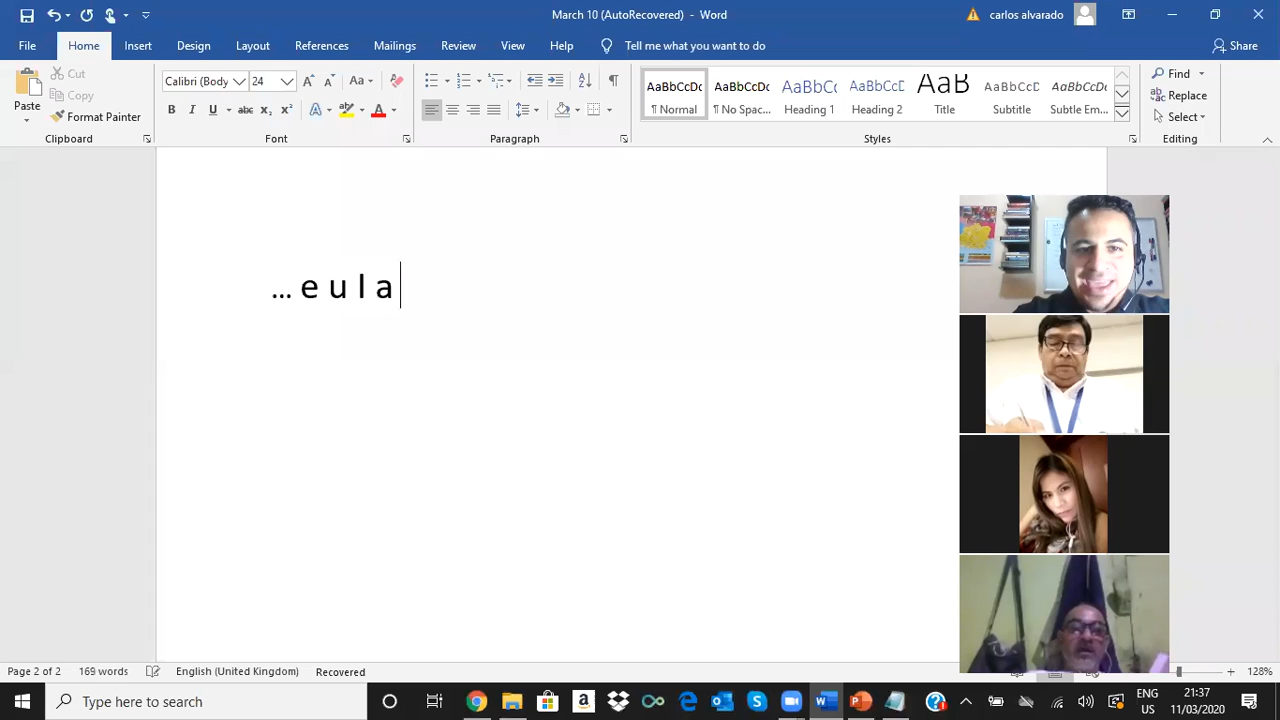 March 10 (AutoRecovered) - Word
carlos alvarado
File Home Insert Design Layout References Mailings Review View Help Tell me what you want to do Share
Paste
Cut
Copy
Format Painter
Clipboard
Calibri (Body 24
Font
Paragraph
AaBbCcDc
¶ Normal
AaBbCcDc
¶ No Spac...
AaBbCc
Heading 1
AaBbCcC
Heading 2
AaB
Title
AaBbCcD
Subtitle
AaBbCcDc
Subtle Em...
Styles
Find
Replace
Select
Editing
... e u l a
Page 2 of 2 169 words English (United Kingdom) Recovered 128%
Type here to search
ENG
US
21:37
11/03/2020